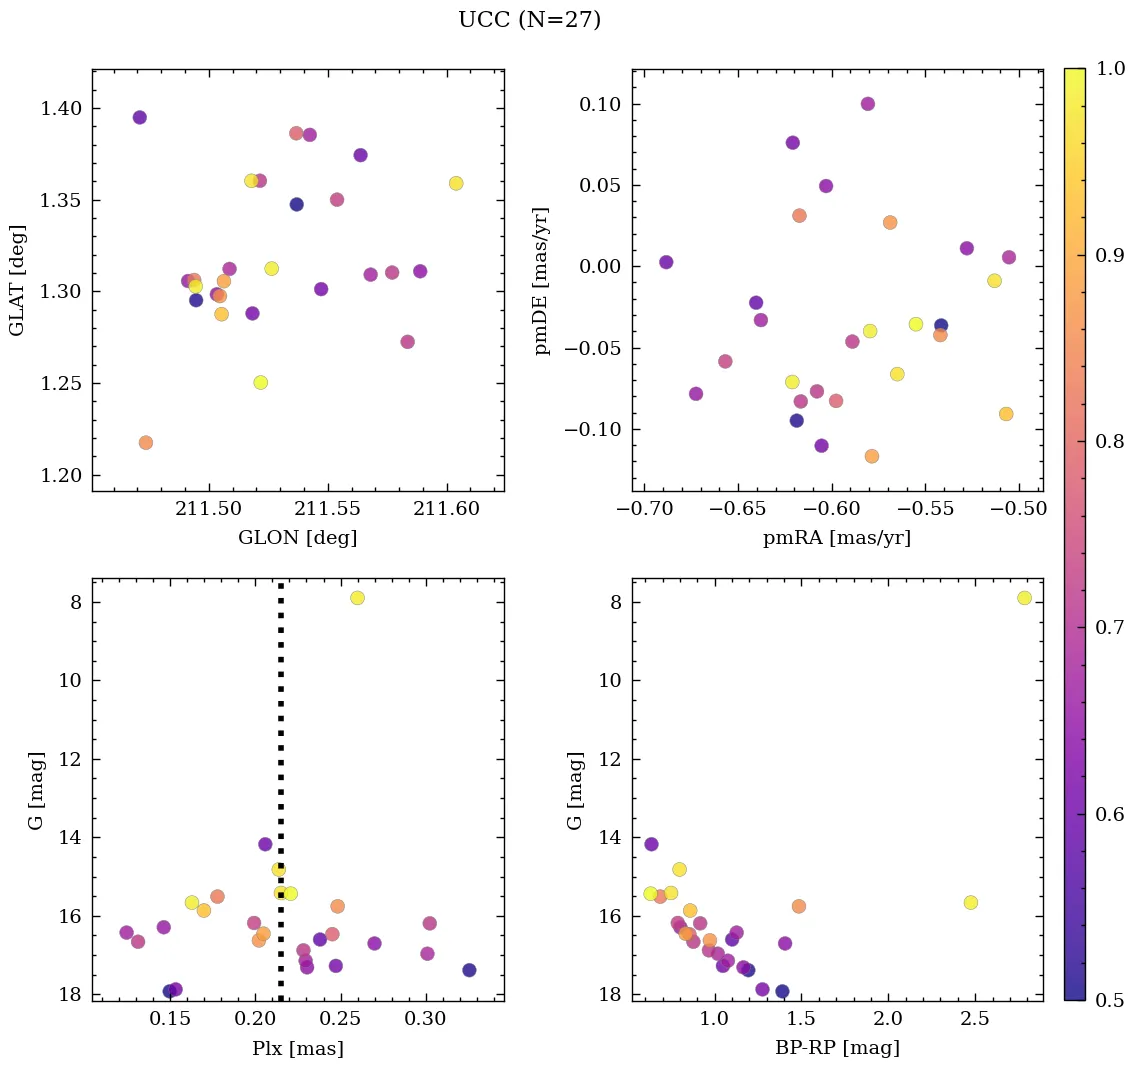 UCC (N=27)
1.40
1.35
1.30
1.25
1.20
GLAT [deg]
211.50 211.55 211.60
GLON [deg]
0.10
0.05
0.00
−0.05
−0.10
pmDE [mas/yr]
−0.70 −0.65 −0.60 −0.55 −0.50
pmRA [mas/yr]
1.0
0.9
0.8
0.7
0.6
0.5
8
10
12
14
16
18
G [mag]
0.15 0.20 0.25 0.30
Plx [mas]
8
10
12
14
16
18
G [mag]
1.0 1.5 2.0 2.5
BP-RP [mag]